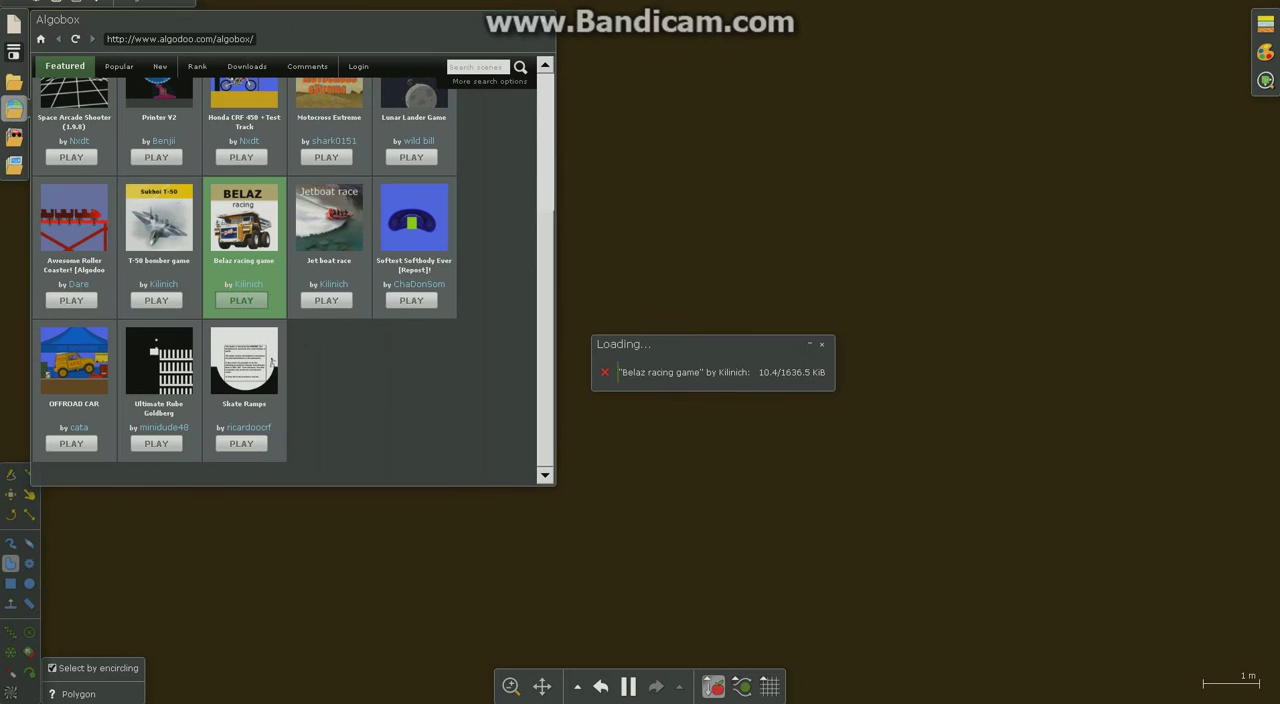 www.Bandicam.com
Algobox
http://www.algodoo.com/algobox/
Featured Popular New Rank Downloads Comments Login Search scenes
More search options
Space Arcade Shooter (1.9.8)
by Nxdt
PLAY
Printer V2
by Benjii
PLAY
Honda CRF 450 + Test Track
by Nxdt
PLAY
Motocross Extreme
by shark0151
PLAY
Lunar Lander Game
by wild bill
PLAY
Awesome Roller Coaster! [Algodoo
by Dare
PLAY
Sukhoi T-50
T-50 bomber game
by Kilinich
PLAY
BELAZ
racing
Belaz racing game
by Kilinich
PLAY
Jetboat race
Jet boat race
by Kilinich
PLAY
Softest Softbody Ever [Repost]!
by ChaDonSom
PLAY
OFFROAD CAR
by cata
PLAY
Ultimate Rube Goldberg
by minidude48
PLAY
Skate Ramps
by ricardoocrf
PLAY
Loading...
"Belaz racing game" by Kilinich: 10.4/1636.5 KiB
Select by encirding
? Polygon
1 m